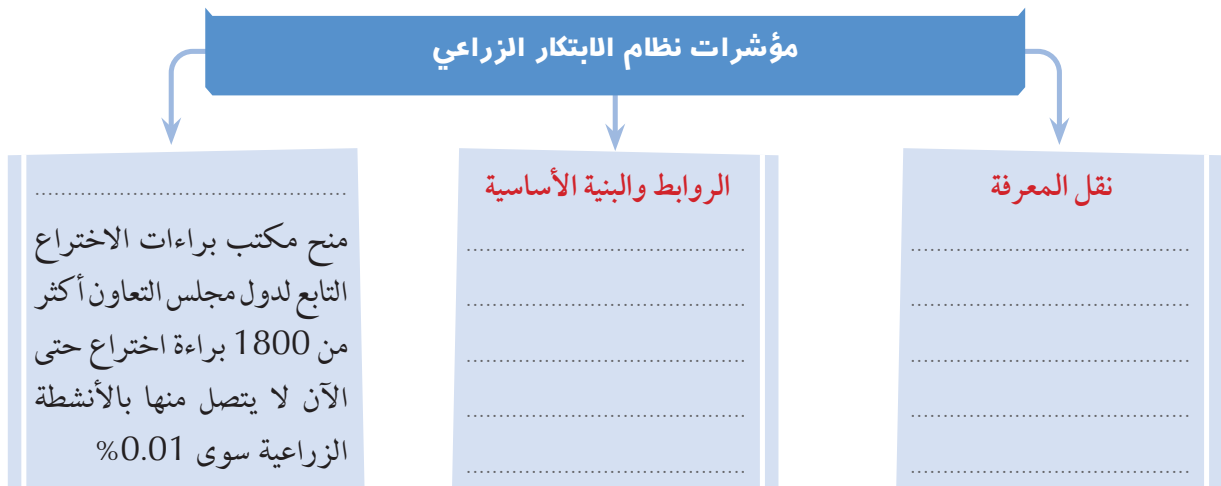 مؤشرات نظام الابتكار الزراعي
نقل المعرفة
................................................
................................................
................................................
................................................
................................................
الروابط والبنية الأساسية
................................................
................................................
................................................
................................................
................................................
................................................
منح مكتب براءات الاختراع
التابع لدول مجلس التعاون أكثر
من 1800 براءة اختراع حتى
الآن لا يتصل منها بالأنشطة
الزراعية سوى 0.01%